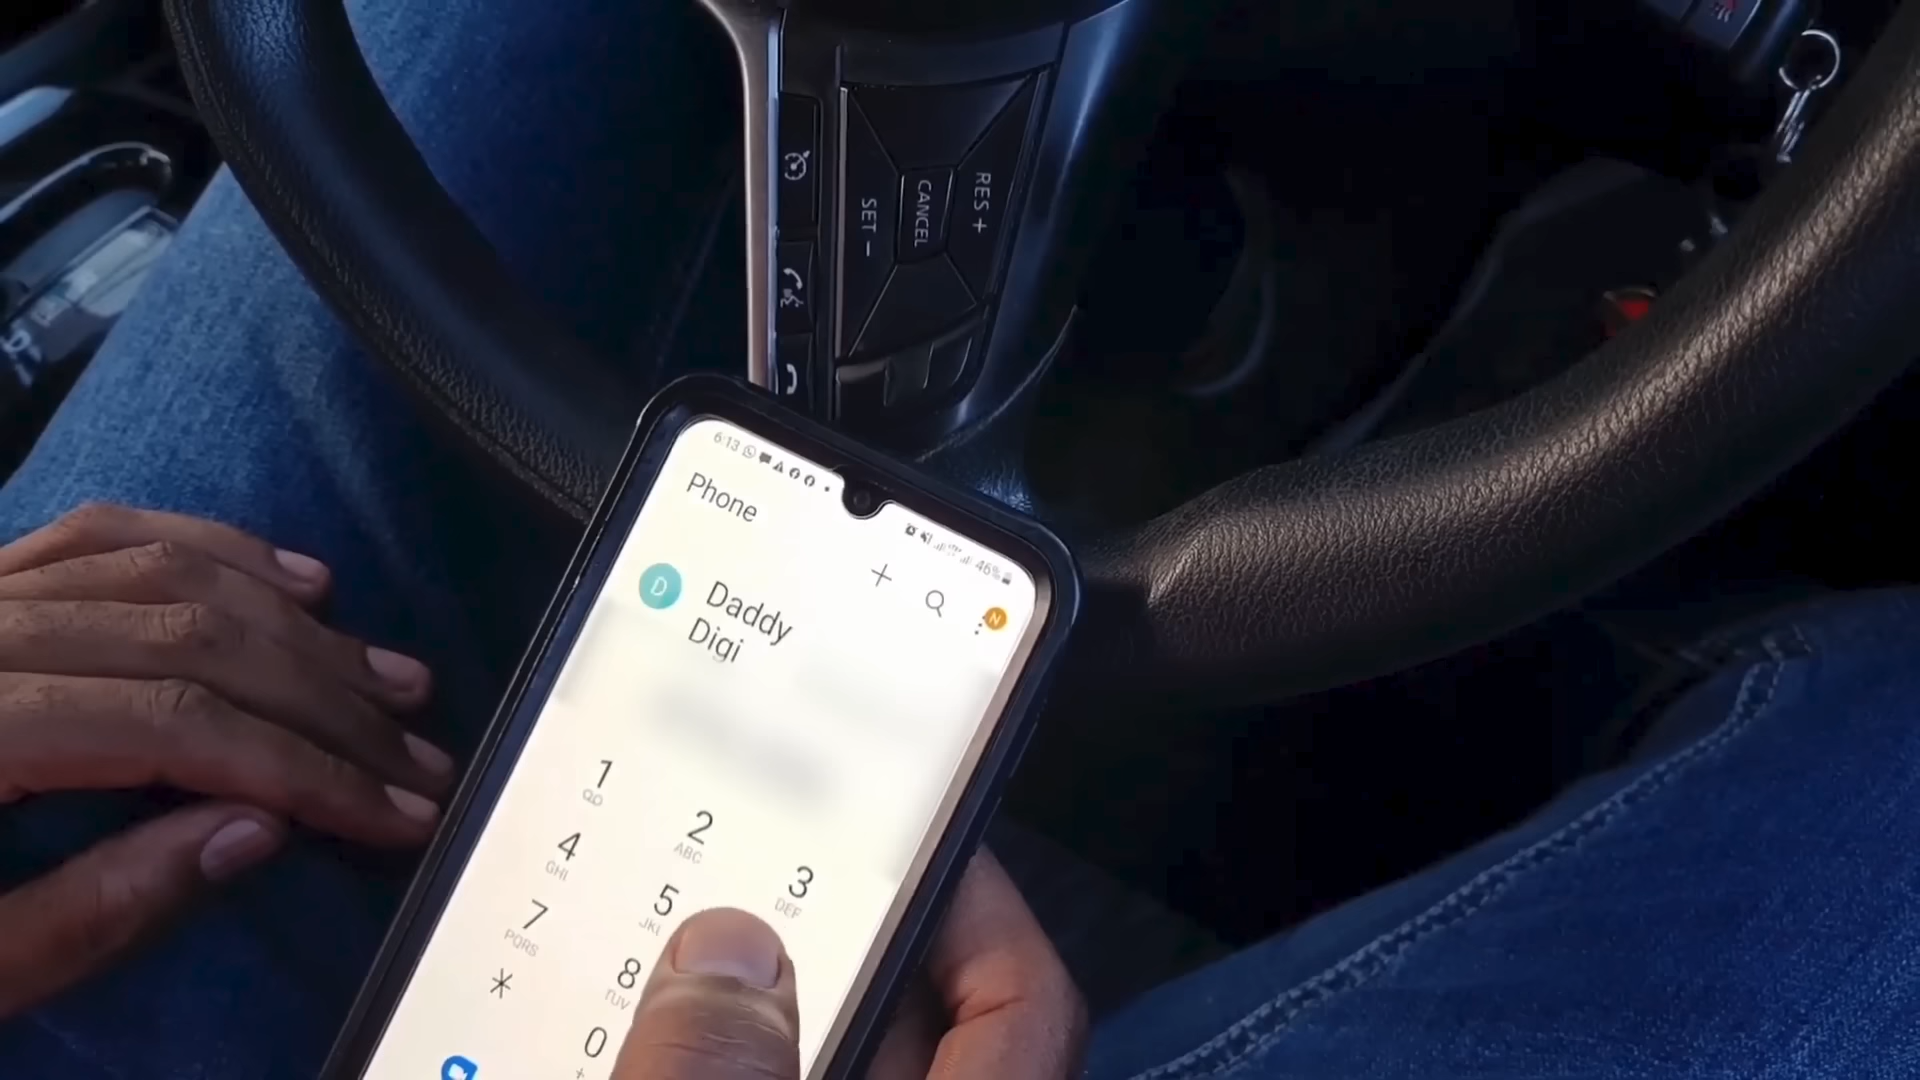 RES +
CANCEL
SET -
6:13
46%
Phone
N
D
Daddy
Digi
1
2
ABC
3
DEF
4
GHI
5
JKL
7
PQRS
8
TUV
*
0
+